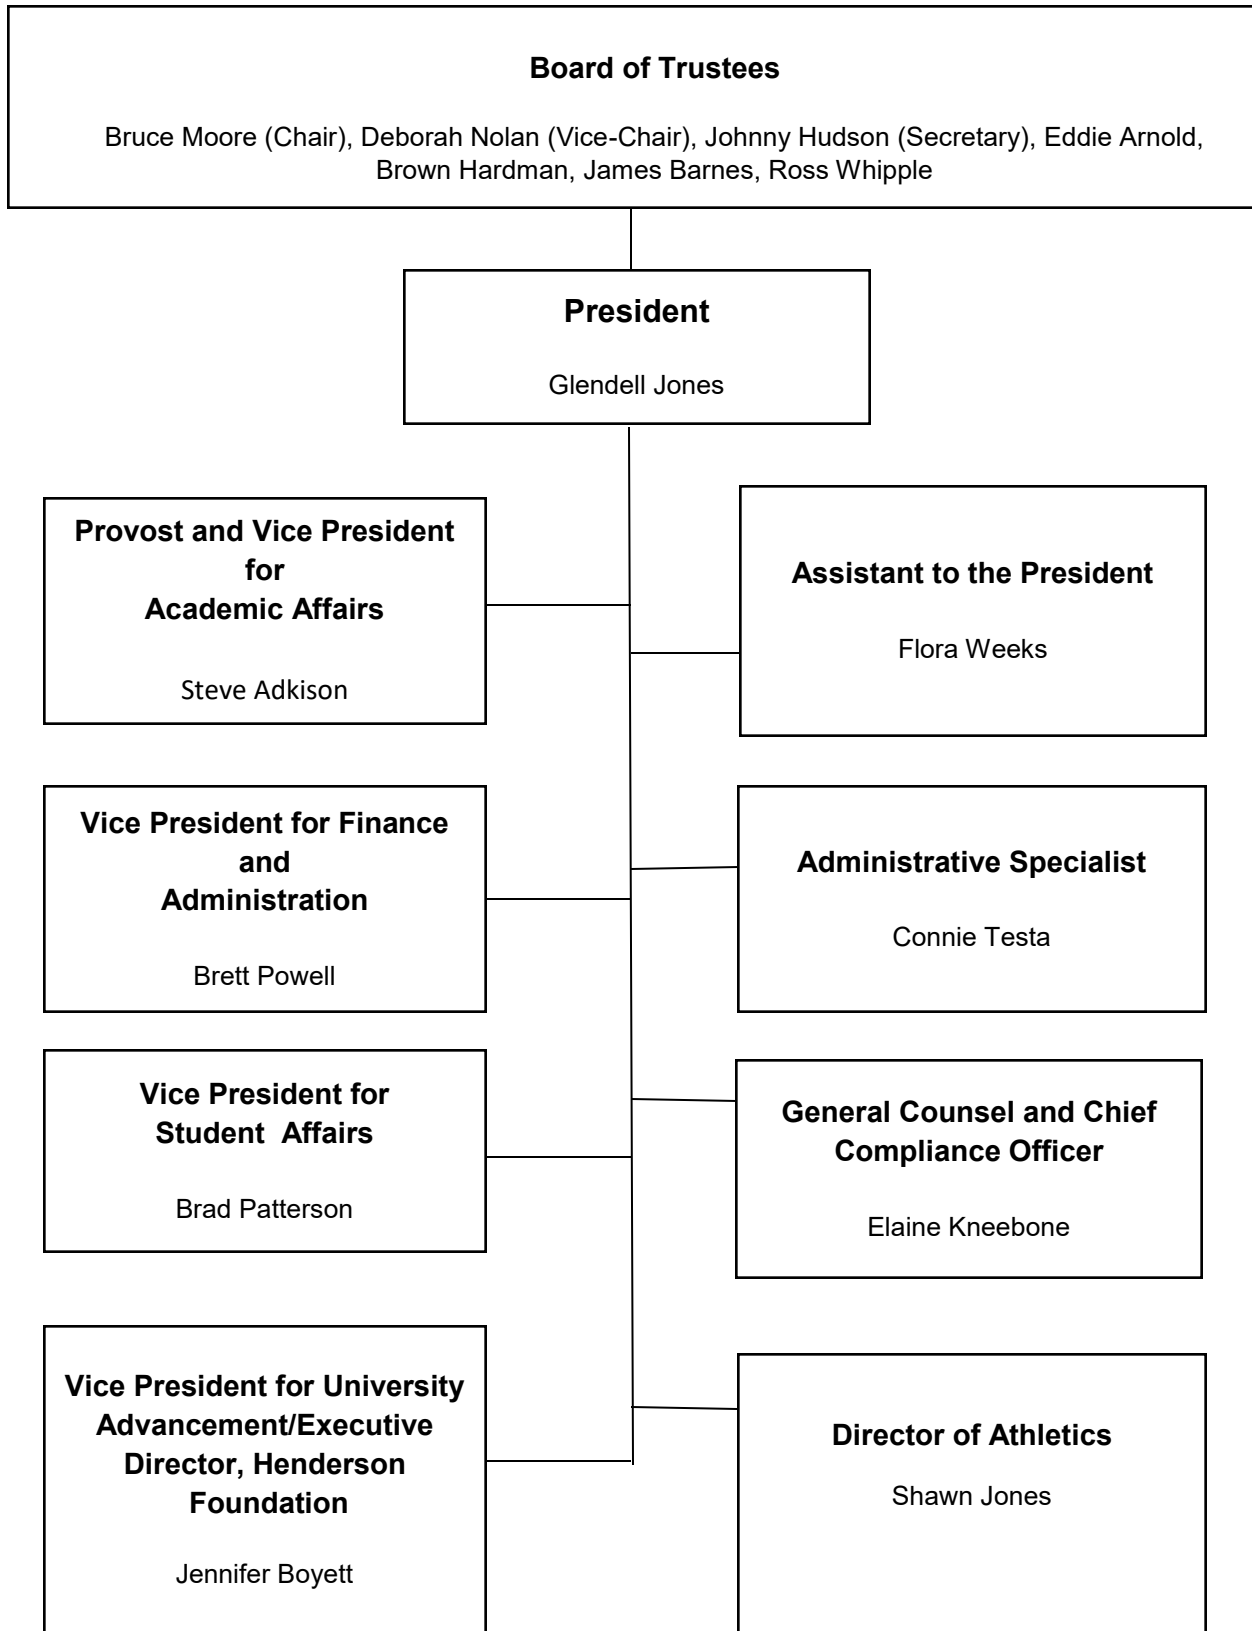 Board of Trustees
Bruce Moore (Chair), Deborah Nolan (Vice-Chair), Johnny Hudson (Secretary), Eddie Arnold,
Brown Hardman, James Barnes, Ross Whipple
President
Glendell Jones
Provost and Vice President
for
Academic Affairs
Steve Adkison
Assistant to the President
Flora Weeks
Vice President for Finance
and
Administration
Brett Powell
Administrative Specialist
Connie Testa
Vice President for
Student  Affairs
Brad Patterson
General Counsel and Chief
Compliance Officer
Elaine Kneebone
Vice President for University
Advancement/Executive
Director, Henderson
Foundation
Jennifer Boyett
Director of Athletics
Shawn Jones